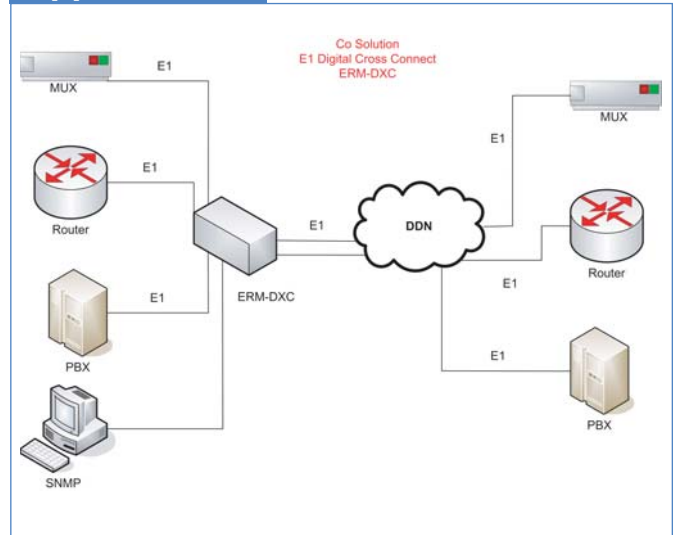 Co Solution
E1 Digital Cross Connect
ERM-DXC
E1
MUX
E1
Router
E1
PBX
SNMP
ERM-DXC
E1
DDN
E1
MUX
E1
Router
E1
PBX